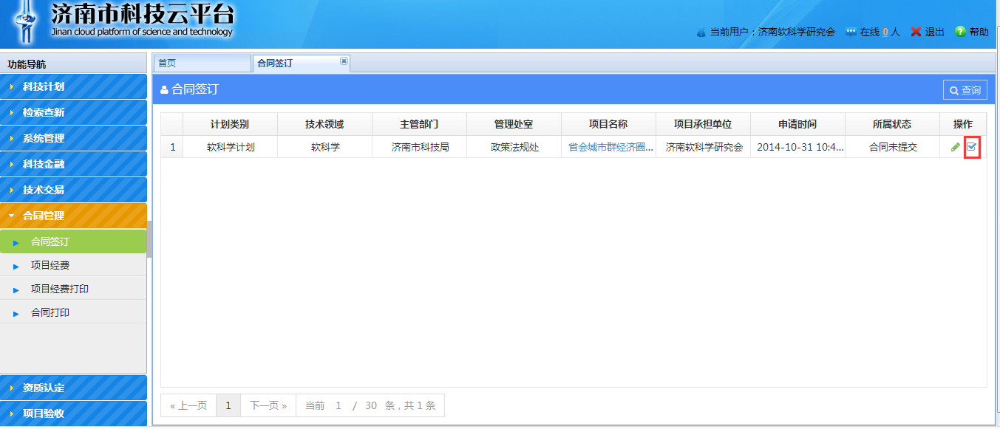 济南市科技云平台
Jinan cloud platform of science and technology
当前用户：济南软科学研究会 在线 0 人 退出 帮助
功能导航
科技计划
检索查新
系统管理
科技金融
技术交易
合同管理
合同签订
项目经费
项目经费打印
合同打印
资质认定
项目验收
首页 合同签订
合同签订 查询
计划类别 技术领域 主管部门 管理处室 项目名称 项目承担单位 申请时间 所属状态 操作
1 软科学计划 软科学 济南市科技局 政策法规处 省会城市群经济圈... 济南软科学研究会 2014-10-31 10:4... 合同未提交
« 上一页 1 下一页 » 当前 1 / 30 条，共 1 条